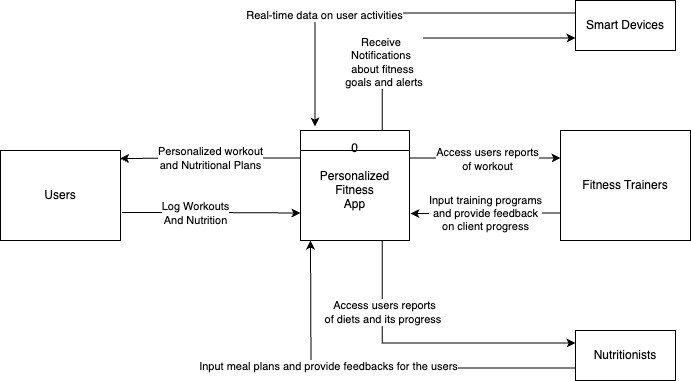 Real-time data on user activities
Smart Devices
Receive
Notifications
about fitness
goals and alerts
0
Personalized
Fitness
App
Personalized workout
and Nutritional Plans
Users
Log Workouts
And Nutrition
Access users reports
of workout
Fitness Trainers
Input training programs
and provide feedback
on client progress
Access users reports
of diets and its progress
Nutritionists
Input meal plans and provide feedbacks for the users